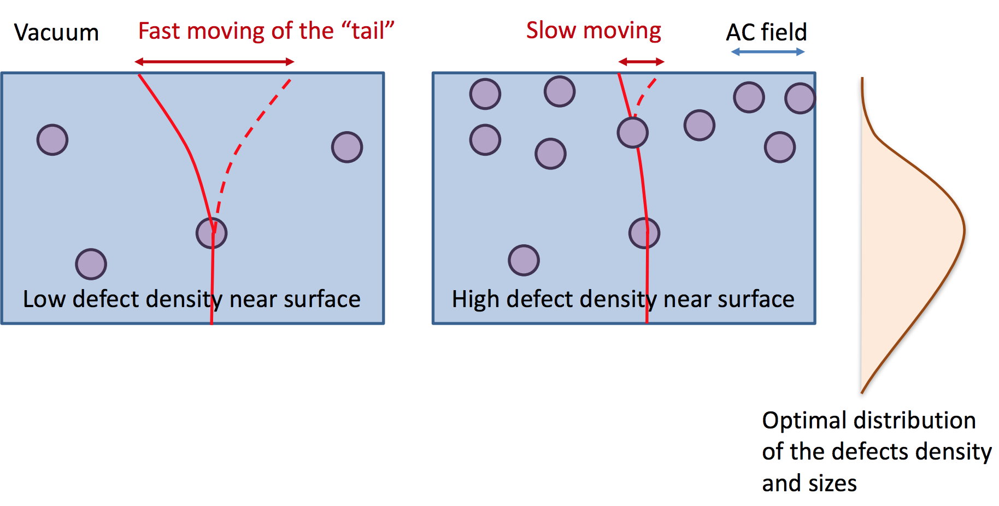 Vacuum
Fast moving of the “tail”
Slow moving
AC field
Low defect density near surface
High defect density near surface
Optimal distribution
of the defects density
and sizes